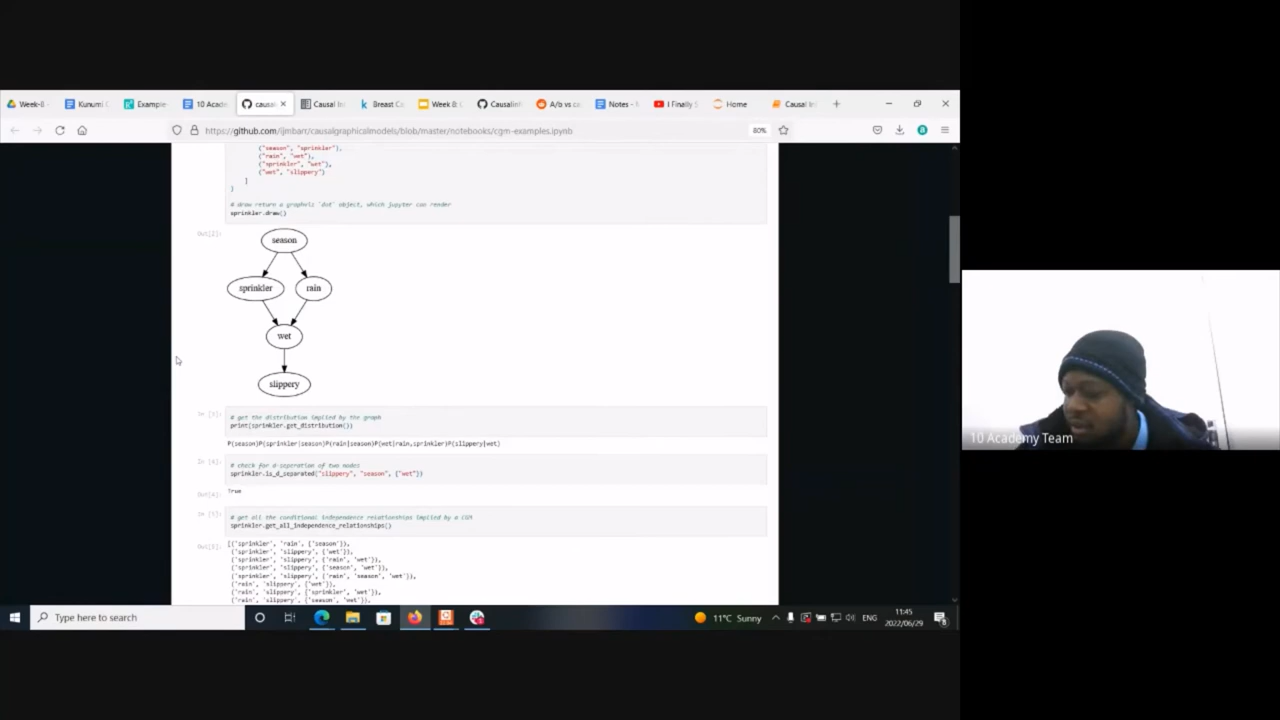 Week-8
Kunumi C
Example
10 Acade
causal
Causal In
Breast Ca
Week 8:
Causalinf
A/b vs ca
Notes -
I Finally S
Home
Causal In
https://github.com/ijmbarr/causalgraphicalmodels/blob/master/notebooks/cgm-examples.ipynb
80%
("season", "sprinkler"),
("rain", "wet"),
("sprinkler", "wet"),
("wet", "slippery")
]
}
# draw return a graphviz `dot` object, which jupyter can render
sprinkler.draw()
Out[2]:
season
sprinkler
rain
wet
slippery
In [3]:
# get the distribution implied by the graph
print(sprinkler.get_distribution())
P(season)P(sprinkler|season)P(rain|season)P(wet|rain,sprinkler)P(slippery|wet)
In [4]:
# check for d-seperation of two nodes
sprinkler.is_d_separated("slippery", "season", {"wet"})
Out[4]:
True
In [5]:
# get all the conditional independence relationships implied by a CGM
sprinkler.get_all_independence_relationships()
Out[5]:
[('sprinkler', 'rain', {'season'}),
('sprinkler', 'slippery', {'wet'}),
('sprinkler', 'slippery', {'rain', 'wet'}),
('sprinkler', 'slippery', {'season', 'wet'}),
('sprinkler', 'slippery', {'rain', 'season', 'wet'}),
('rain', 'slippery', {'wet'}),
('rain', 'slippery', {'sprinkler', 'wet'}),
('rain', 'slippery', {'season', 'wet'}),
10 Academy Team
Type here to search
11°C Sunny
ENG
11:45
2022/06/29